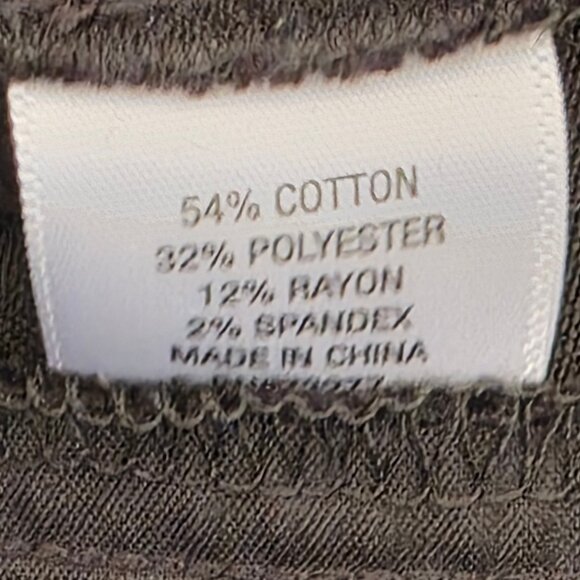 54% COTTON
32% POLYESTER
12% RAYON
2% SPANDEX
MADE IN CHINA